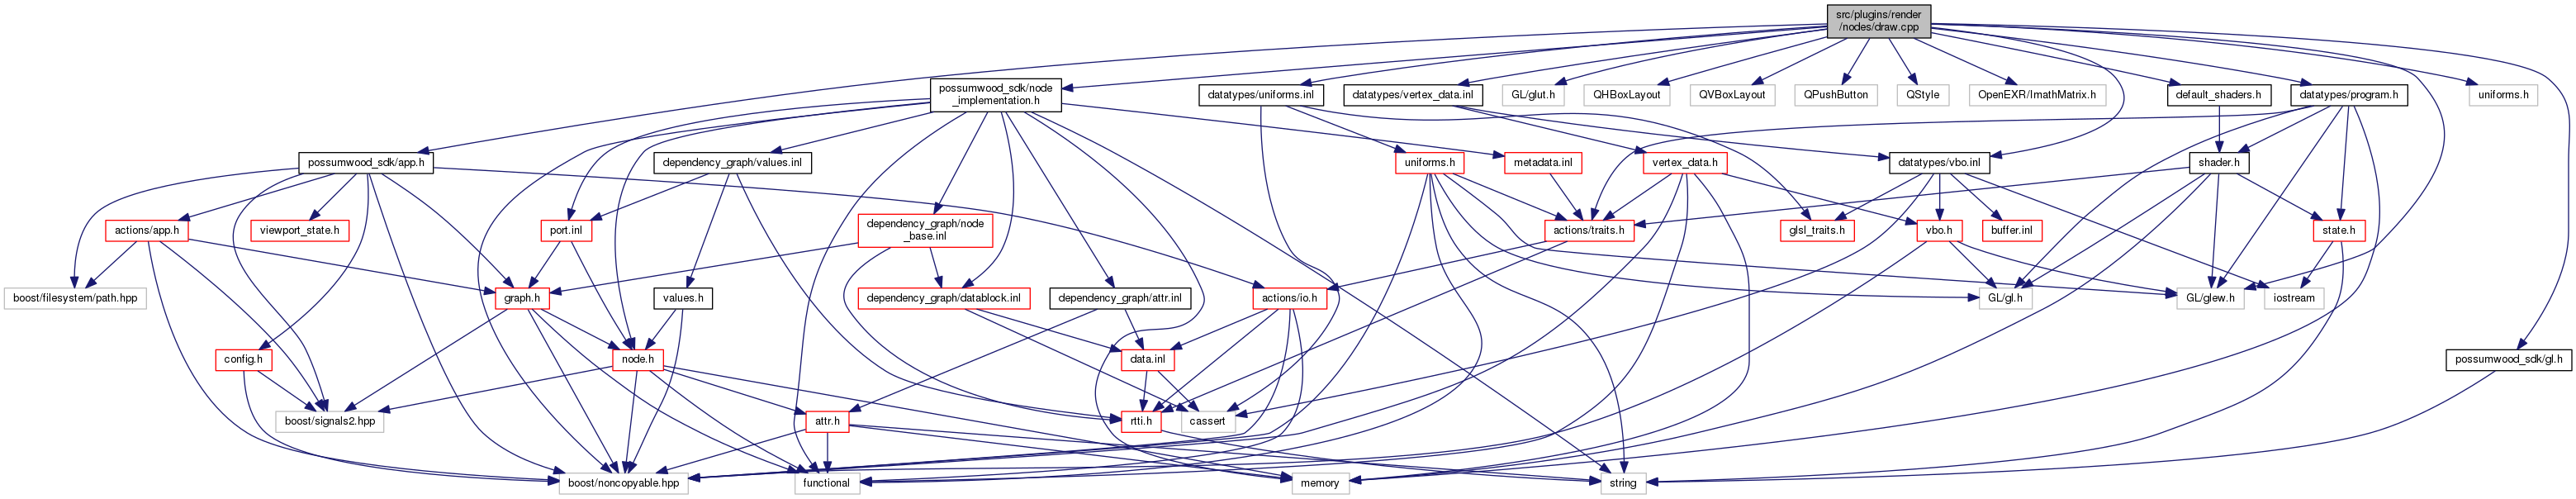 src/plugins/render
/nodes/draw.cpp
possumwood_sdk/node
_implementation.h
datatypes/uniforms.inl
datatypes/vertex_data.inl
GL/glut.h
QHBoxLayout
QVBoxLayout
QPushButton
QStyle
OpenEXR/ImathMatrix.h
default_shaders.h
datatypes/program.h
uniforms.h
possumwood_sdk/app.h
dependency_graph/values.inl
uniforms.h
metadata.inl
vertex_data.h
datatypes/vbo.inl
shader.h
actions/app.h
viewport_state.h
port.inl
dependency_graph/node
_base.inl
actions/traits.h
glsl_traits.h
vbo.h
buffer.inl
state.h
boost/filesystem/path.hpp
graph.h
values.h
dependency_graph/datablock.inl
dependency_graph/attr.inl
actions/io.h
GL/gl.h
GL/glew.h
iostream
config.h
node.h
data.inl
possumwood_sdk/gl.h
boost/signals2.hpp
attr.h
rtti.h
cassert
boost/noncopyable.hpp
functional
memory
string